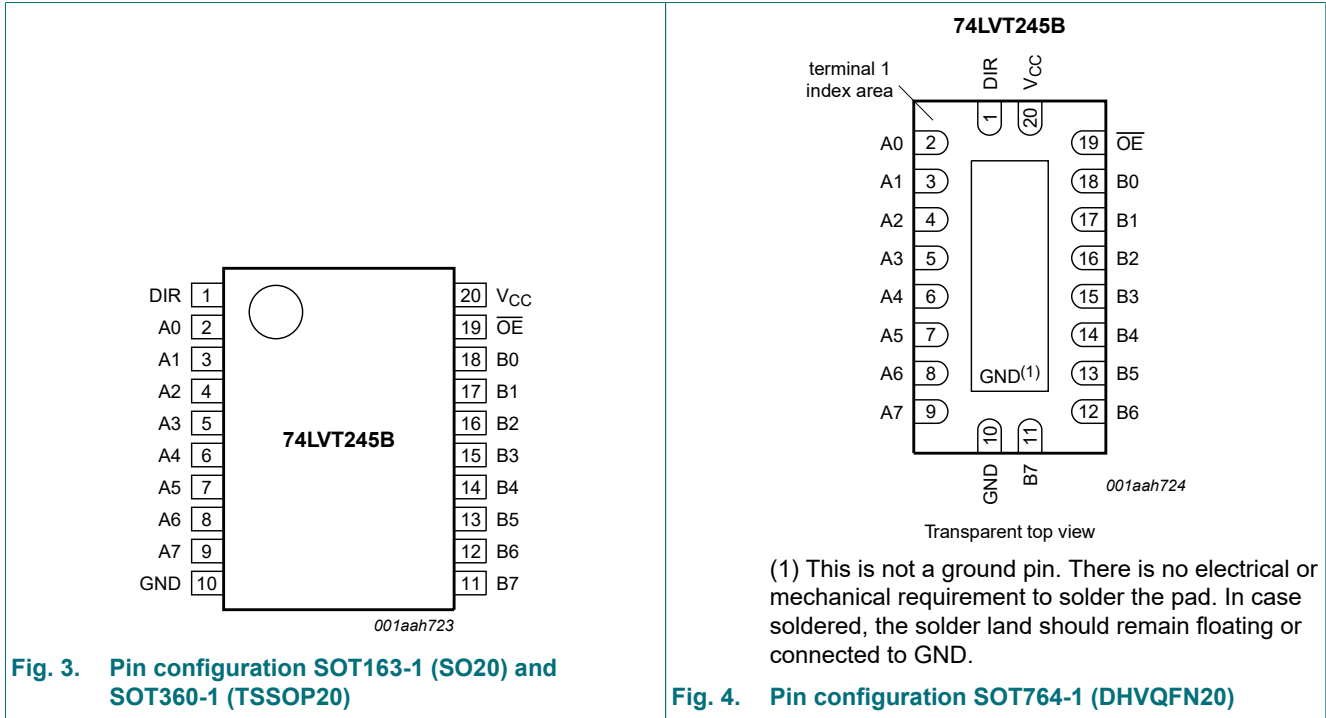 DIR 1
A0 2
A1 3
A2 4
A3 5
A4 6
A5 7
A6 8
A7 9
GND 10
74LVT245B
20 VCC
19 OE
18 B0
17 B1
16 B2
15 B3
14 B4
13 B5
12 B6
11 B7
001aah723
Fig. 3. Pin configuration SOT163-1 (SO20) and
SOT360-1 (TSSOP20)
74LVT245B
terminal 1
index area
DIR
VCC
1
20
A0 2
A1 3
A2 4
A3 5
A4 6
A5 7
A6 8
A7 9
19 OE
18 B0
17 B1
16 B2
15 B3
14 B4
13 B5
12 B6
GND(1)
10
11
GND
B7
001aah724
Transparent top view
(1) This is not a ground pin. There is no electrical or
mechanical requirement to solder the pad. In case
soldered, the solder land should remain floating or
connected to GND.
Fig. 4. Pin configuration SOT764-1 (DHVQFN20)